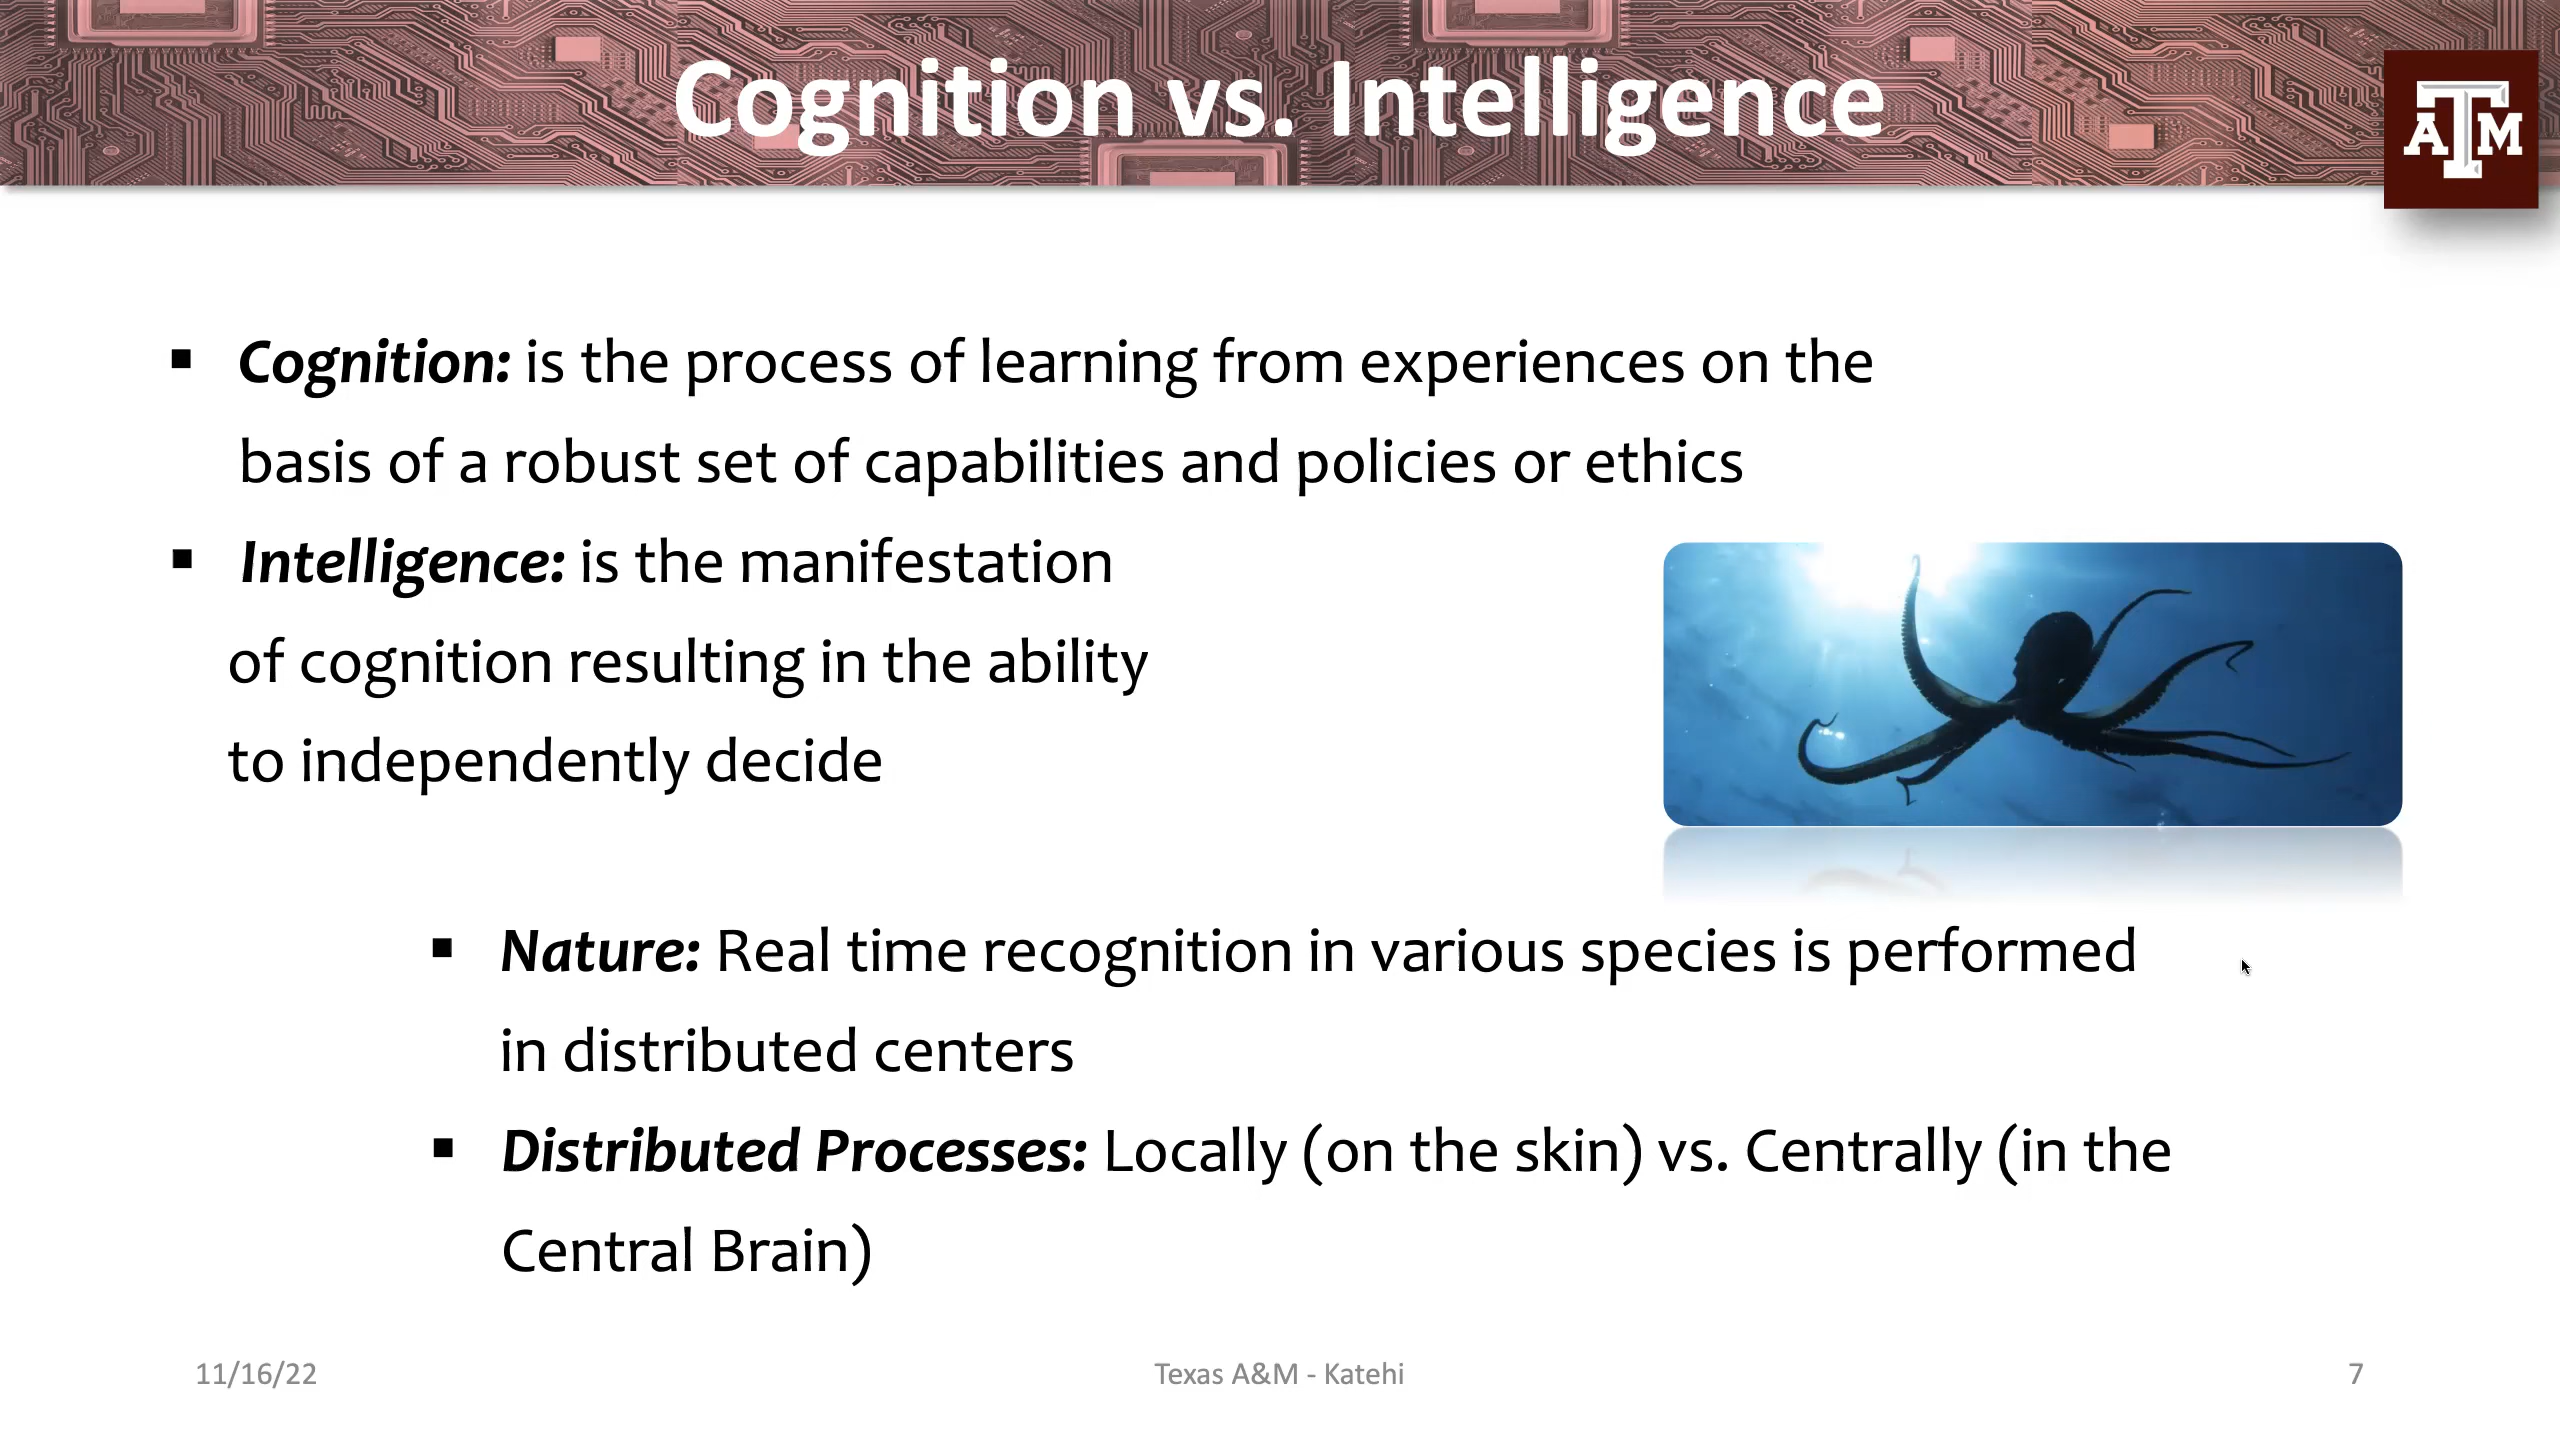 Cognition vs. Intelligence
ATM
▪ Cognition: is the process of learning from experiences on the
basis of a robust set of capabilities and policies or ethics
▪ Intelligence: is the manifestation
of cognition resulting in the ability
to independently decide
▪ Nature: Real time recognition in various species is performed
in distributed centers
▪ Distributed Processes: Locally (on the skin) vs. Centrally (in the
Central Brain)
11/16/22
Texas A&M - Katehi
7